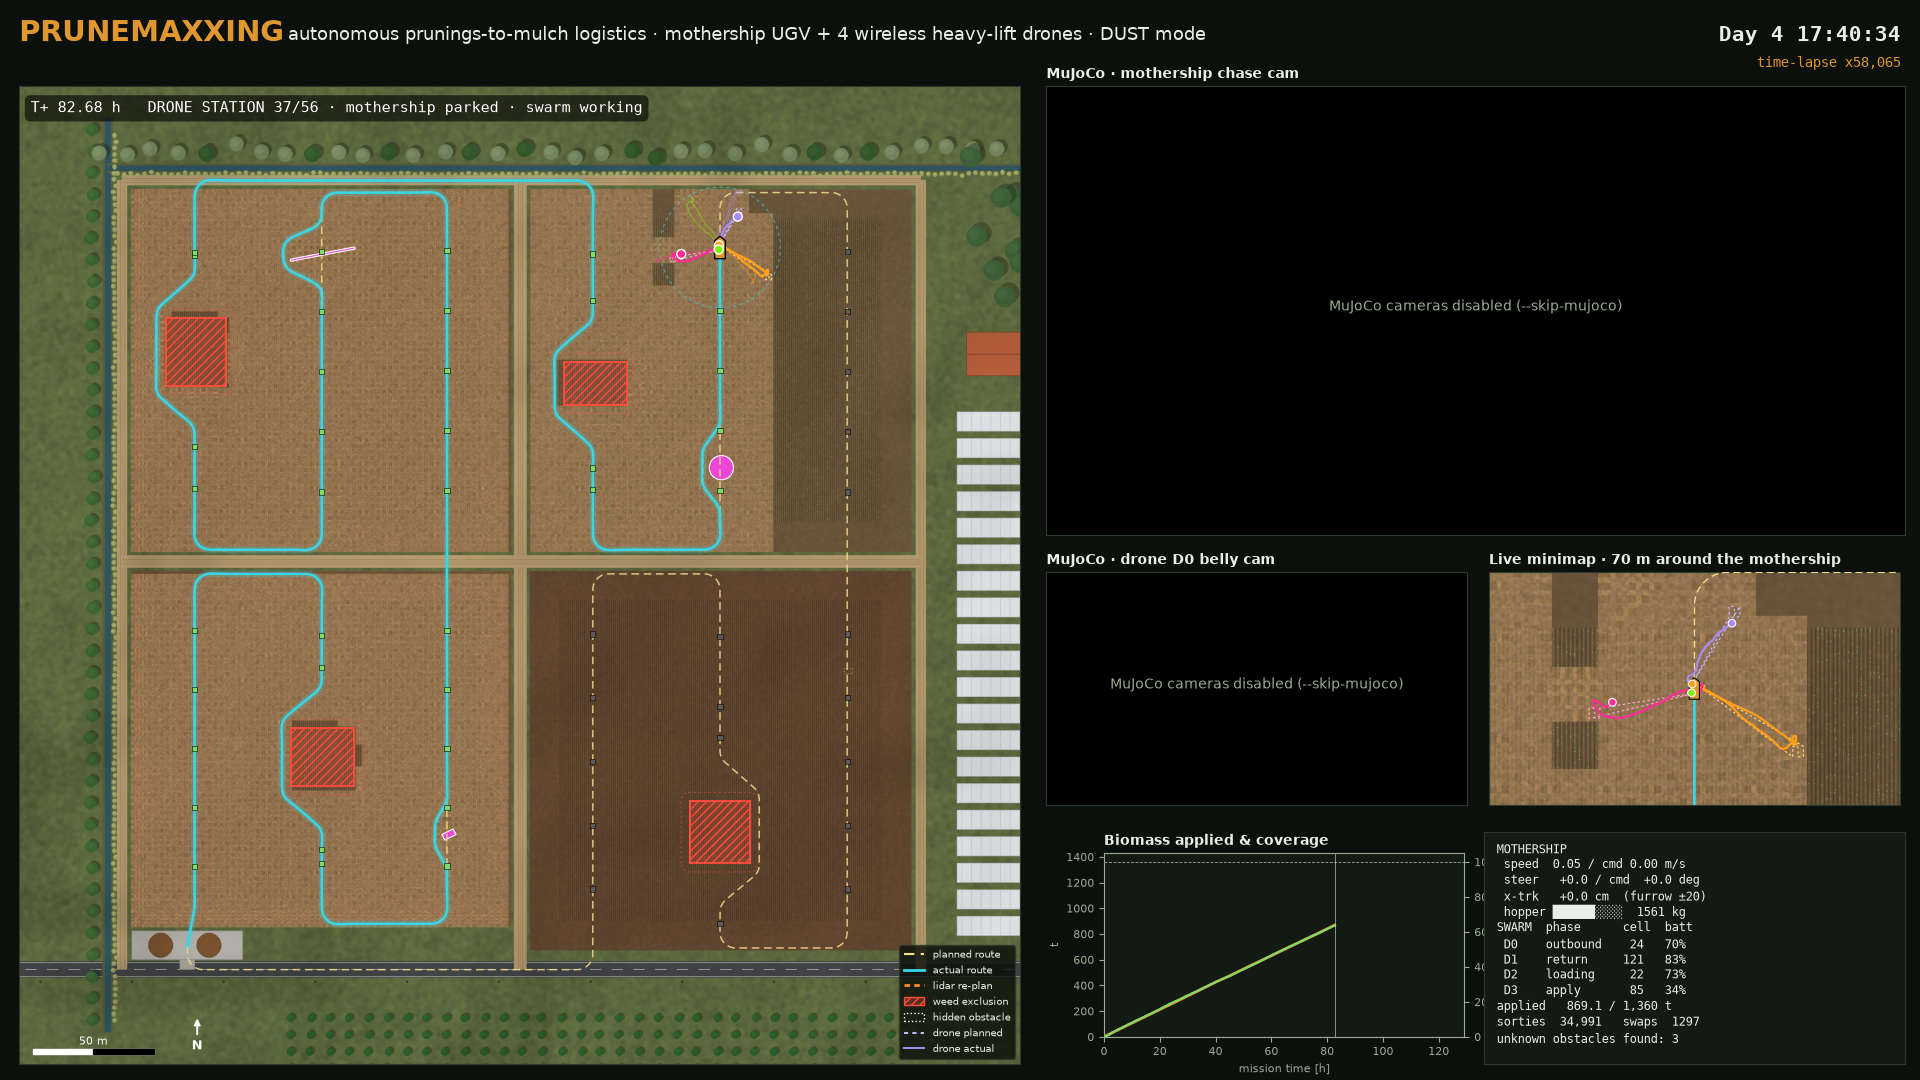 PRUNEMAXXING autonomous prunings-to-mulch logistics · mothership UGV + 4 wireless heavy-lift drones · DUST mode
Day 4 17:40:34
time-lapse x58,065
T+ 82.68 h DRONE STATION 37/56 · mothership parked · swarm working
50 m
N
planned route
actual route
lidar re-plan
weed exclusion
hidden obstacle
drone planned
drone actual
MuJoCo · mothership chase cam
MuJoCo cameras disabled (--skip-mujoco)
MuJoCo · drone D0 belly cam
MuJoCo cameras disabled (--skip-mujoco)
Live minimap · 70 m around the mothership
Biomass applied & coverage
1400
1200
1000
800
600
400
200
0
t
0 20 40 60 80 100 120
mission time [h]
MOTHERSHIP
speed 0.05 / cmd 0.00 m/s
steer +0.0 / cmd +0.0 deg
x-trk +0.0 cm (furrow ±20)
hopper 1561 kg
SWARM phase cell batt
D0 outbound 24 70%
D1 return 121 83%
D2 loading 22 73%
D3 apply 85 34%
applied 869.1 / 1,360 t
sorties 34,991 swaps 1297
unknown obstacles found: 3